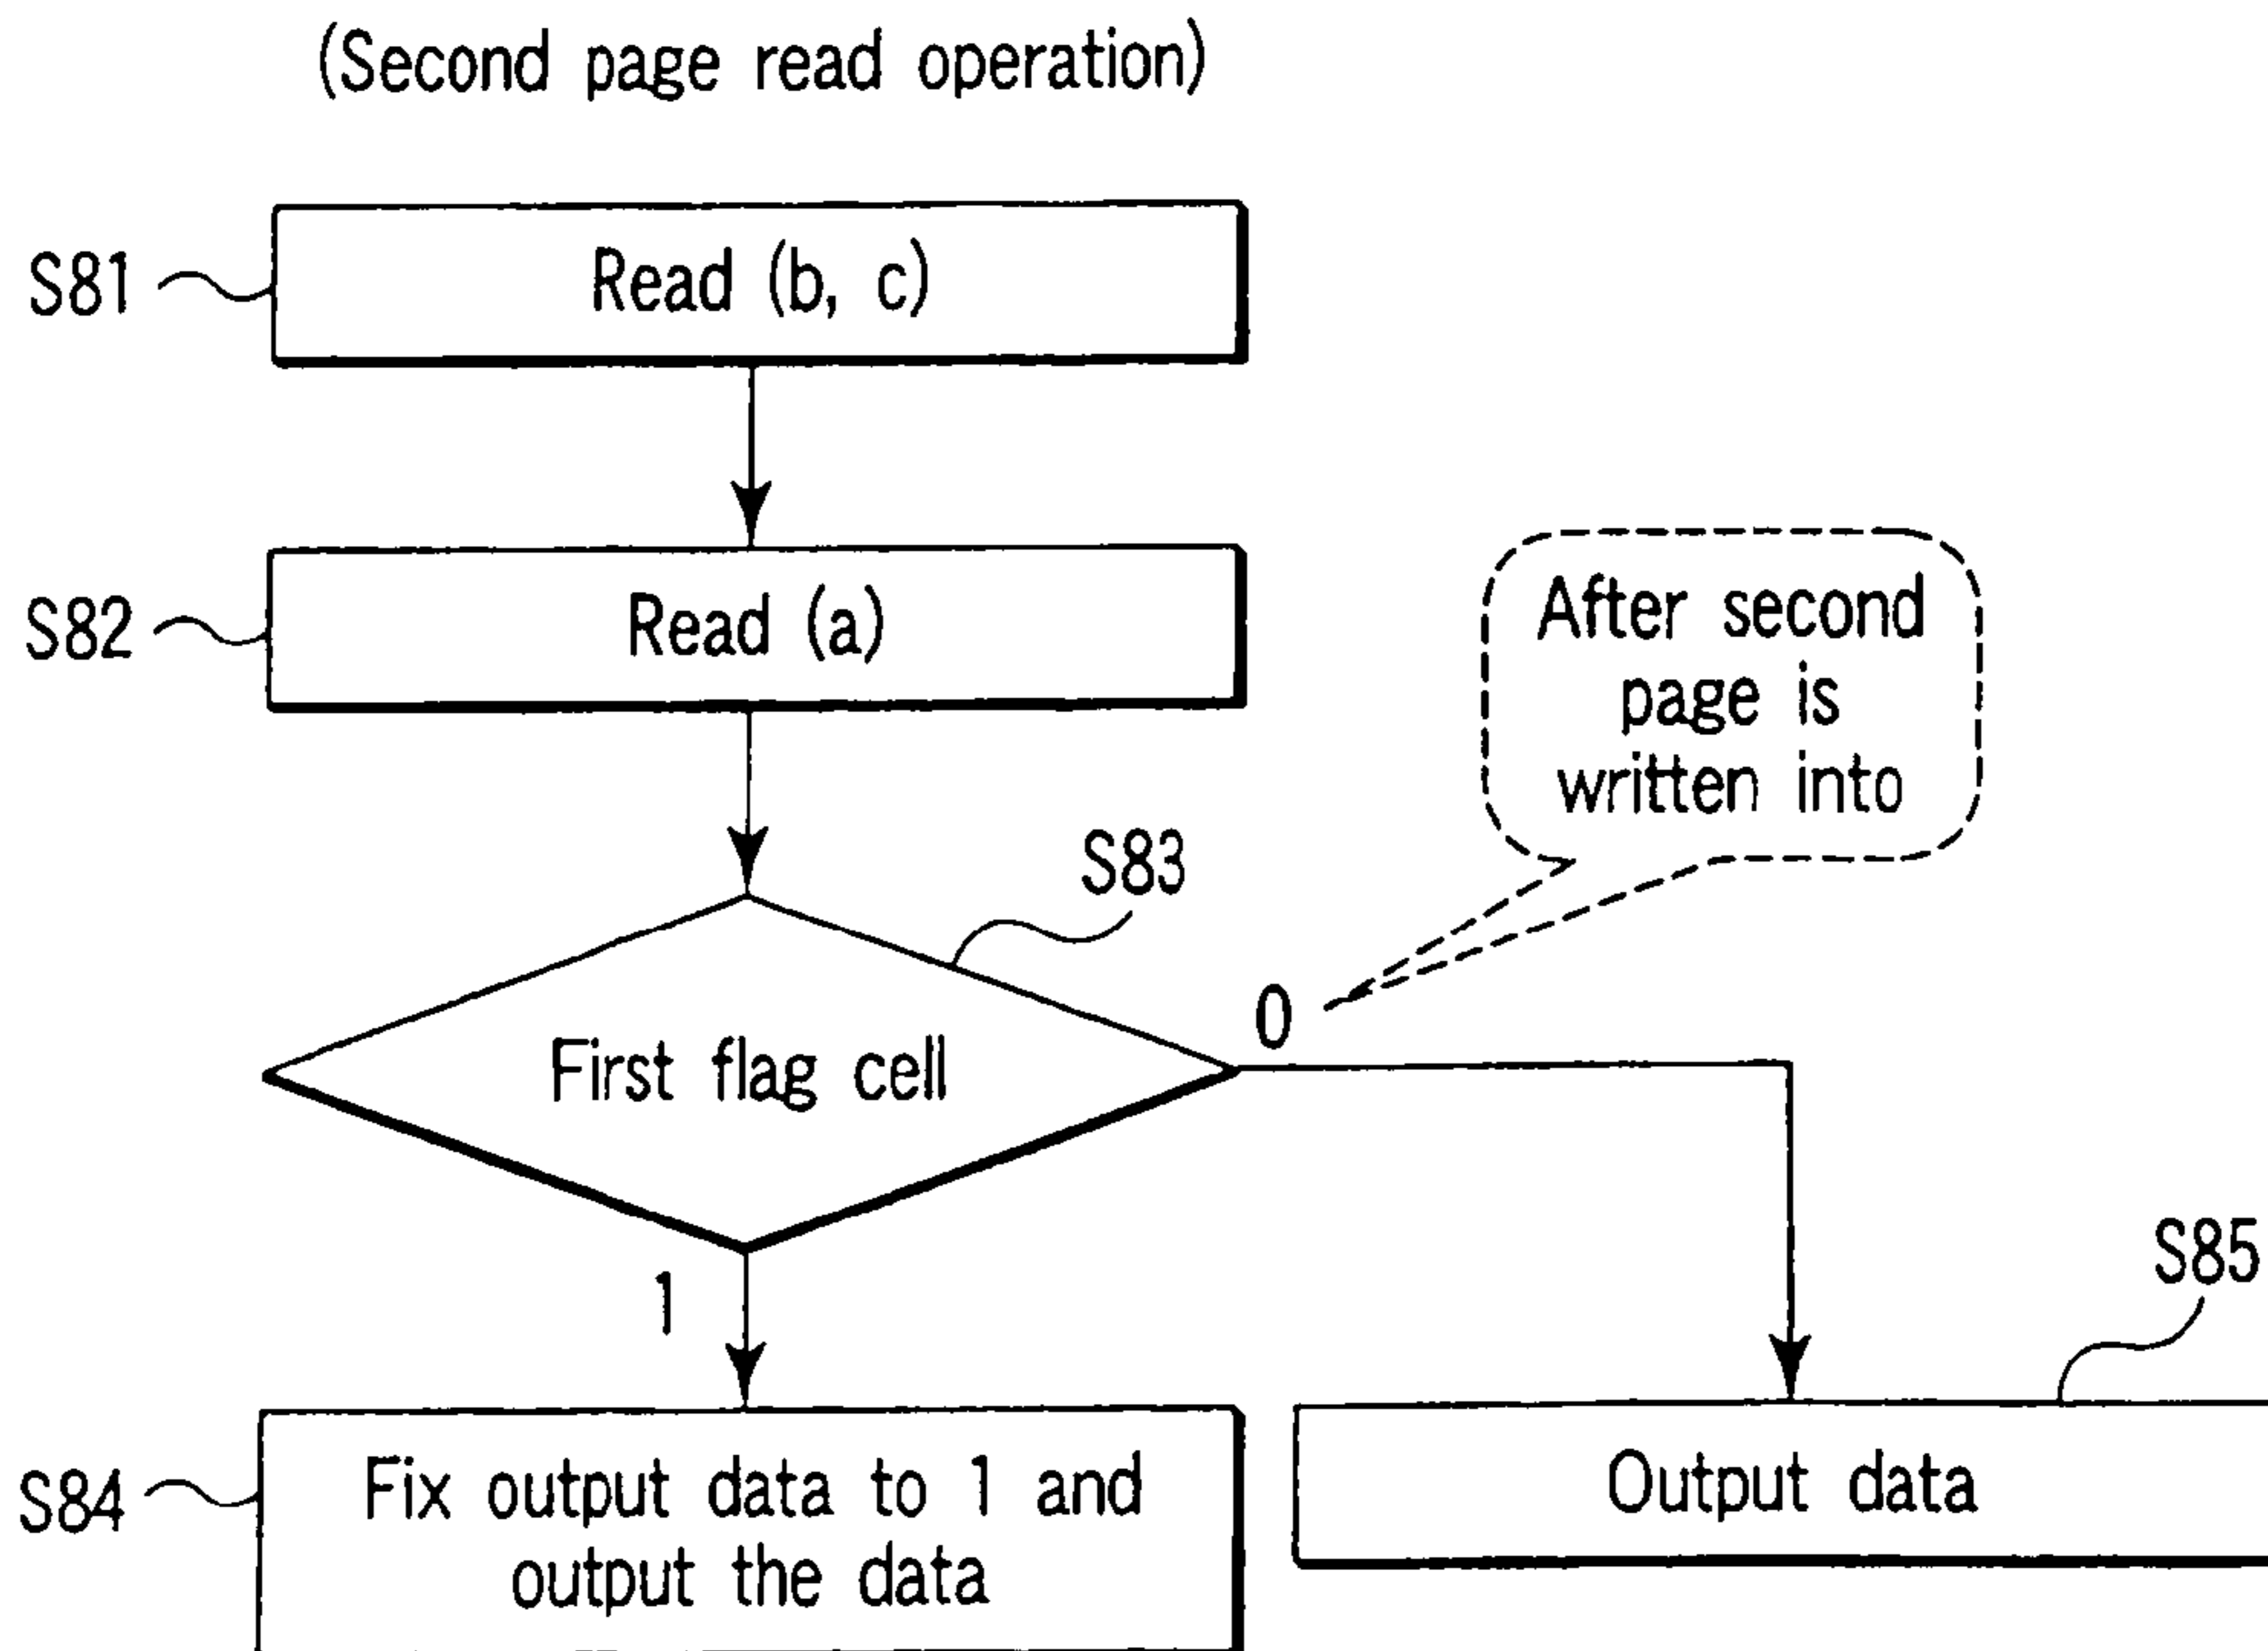 (Second page read operation)
S81
Read (b, c)
S82
Read (a)
After second
page is
written into
S83
0
First flag cell
1
S85
S84
Fix output data to 1 and
output the data
Output data